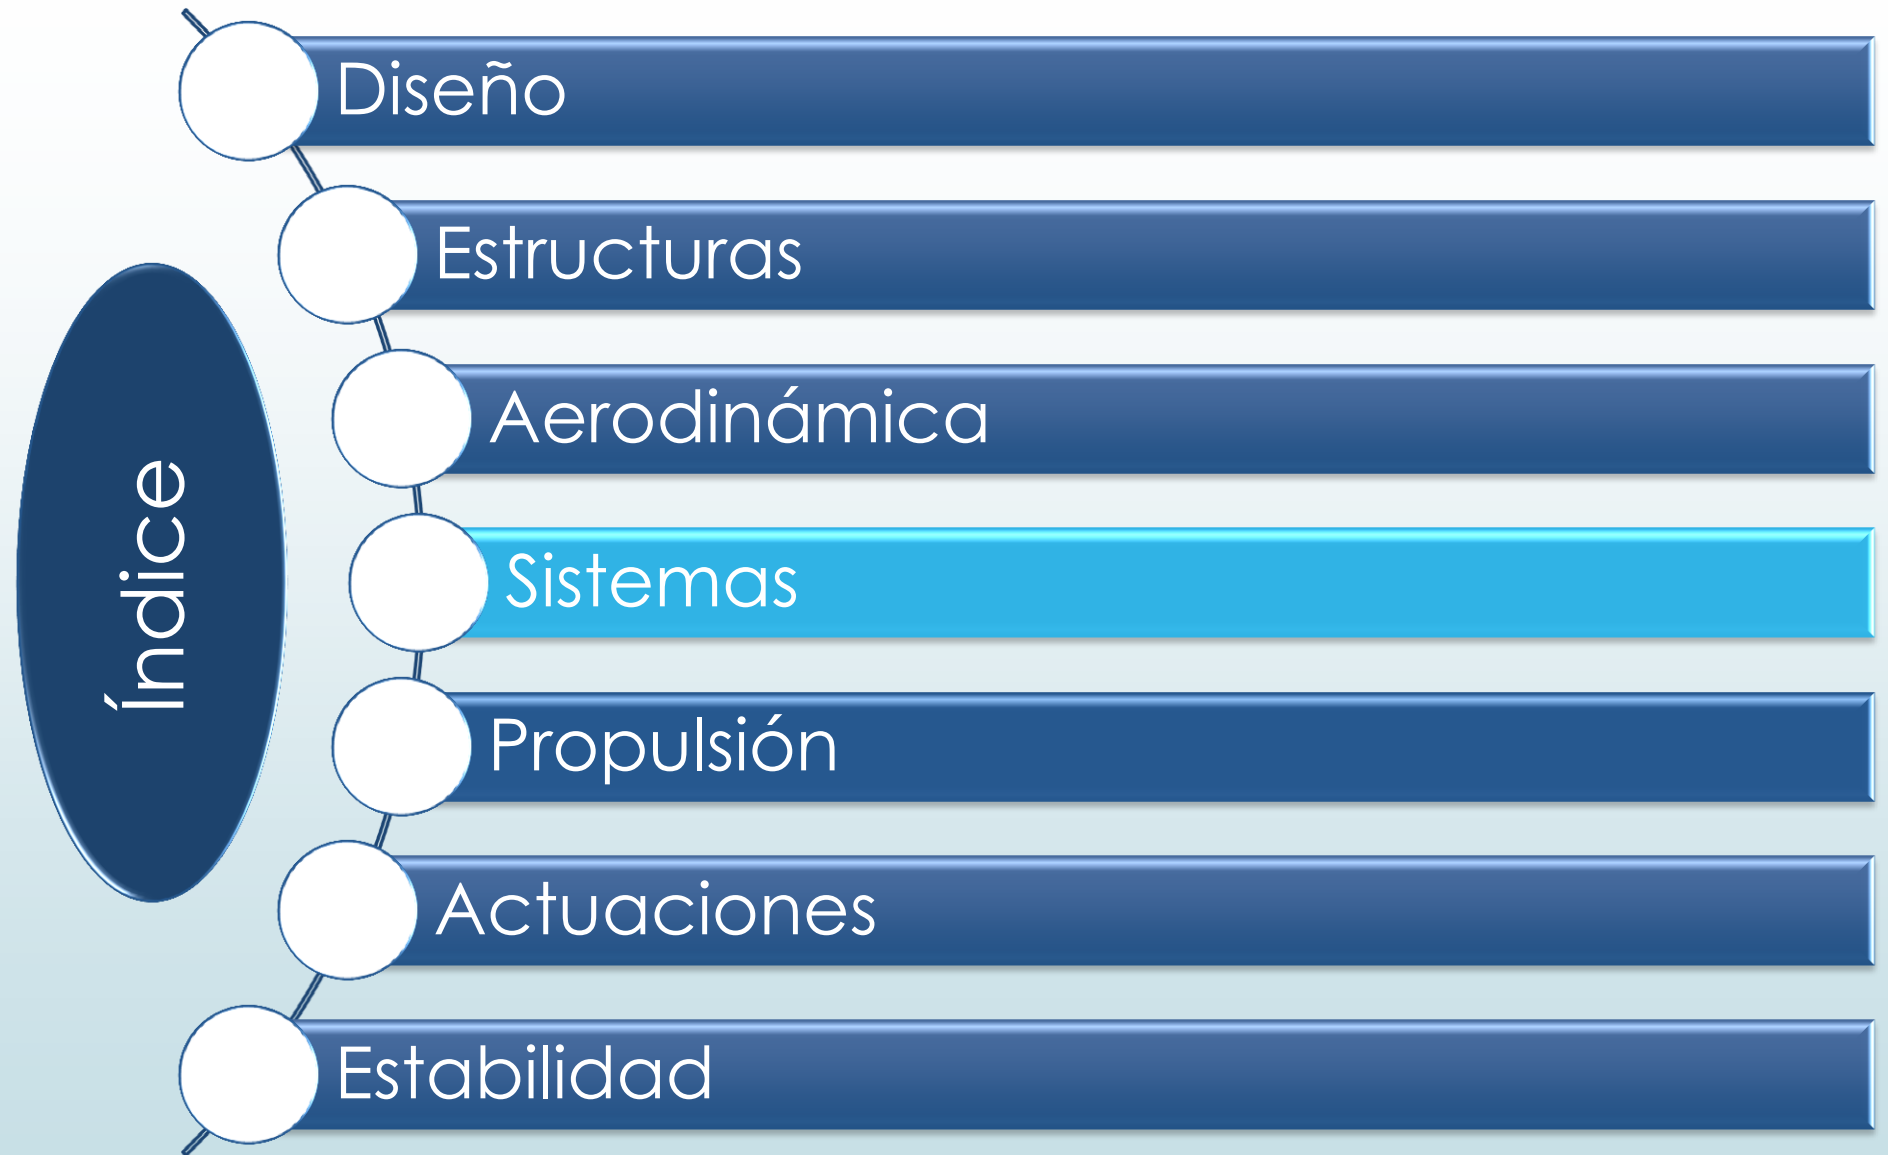 Índice
Diseño
Estructuras
Aerodinámica
Sistemas
Propulsión
Actuaciones
Estabilidad